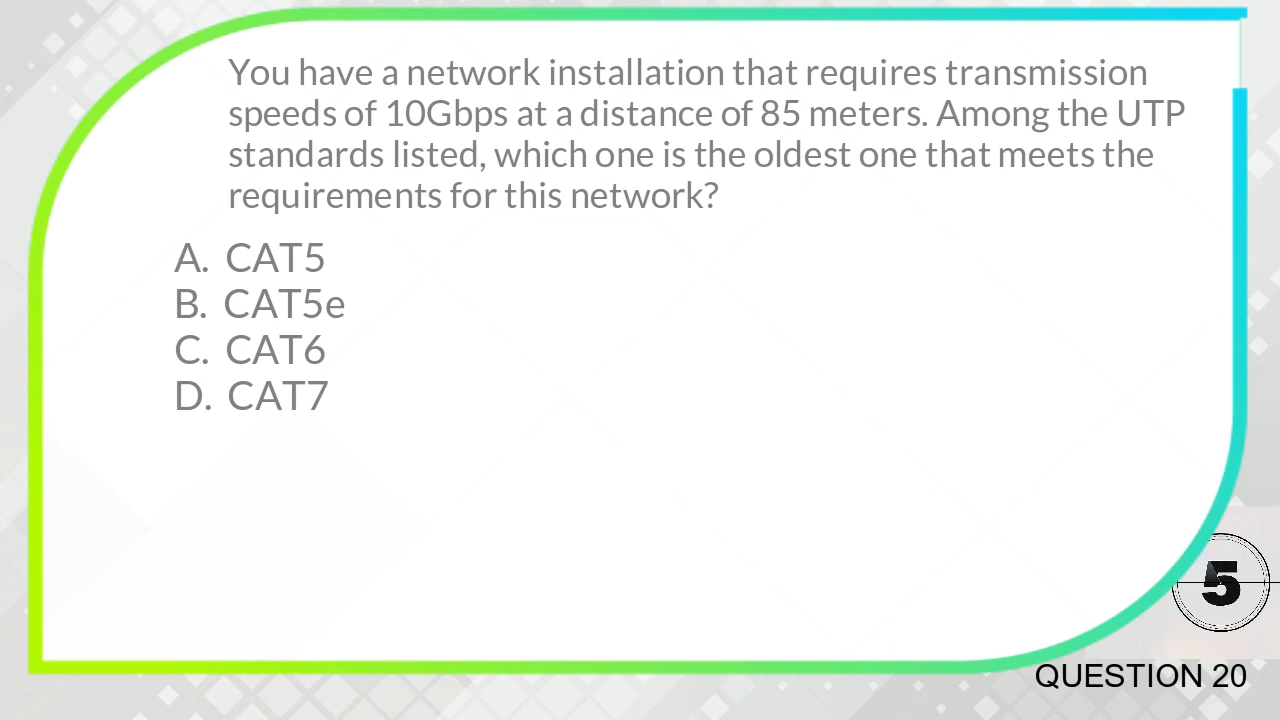 You have a network installation that requires transmission
speeds of 10Gbps at a distance of 85 meters. Among the UTP
standards listed, which one is the oldest one that meets the
requirements for this network?
A. CAT5
B. CAT5e
C. CAT6
D. CAT7
5
QUESTION 20